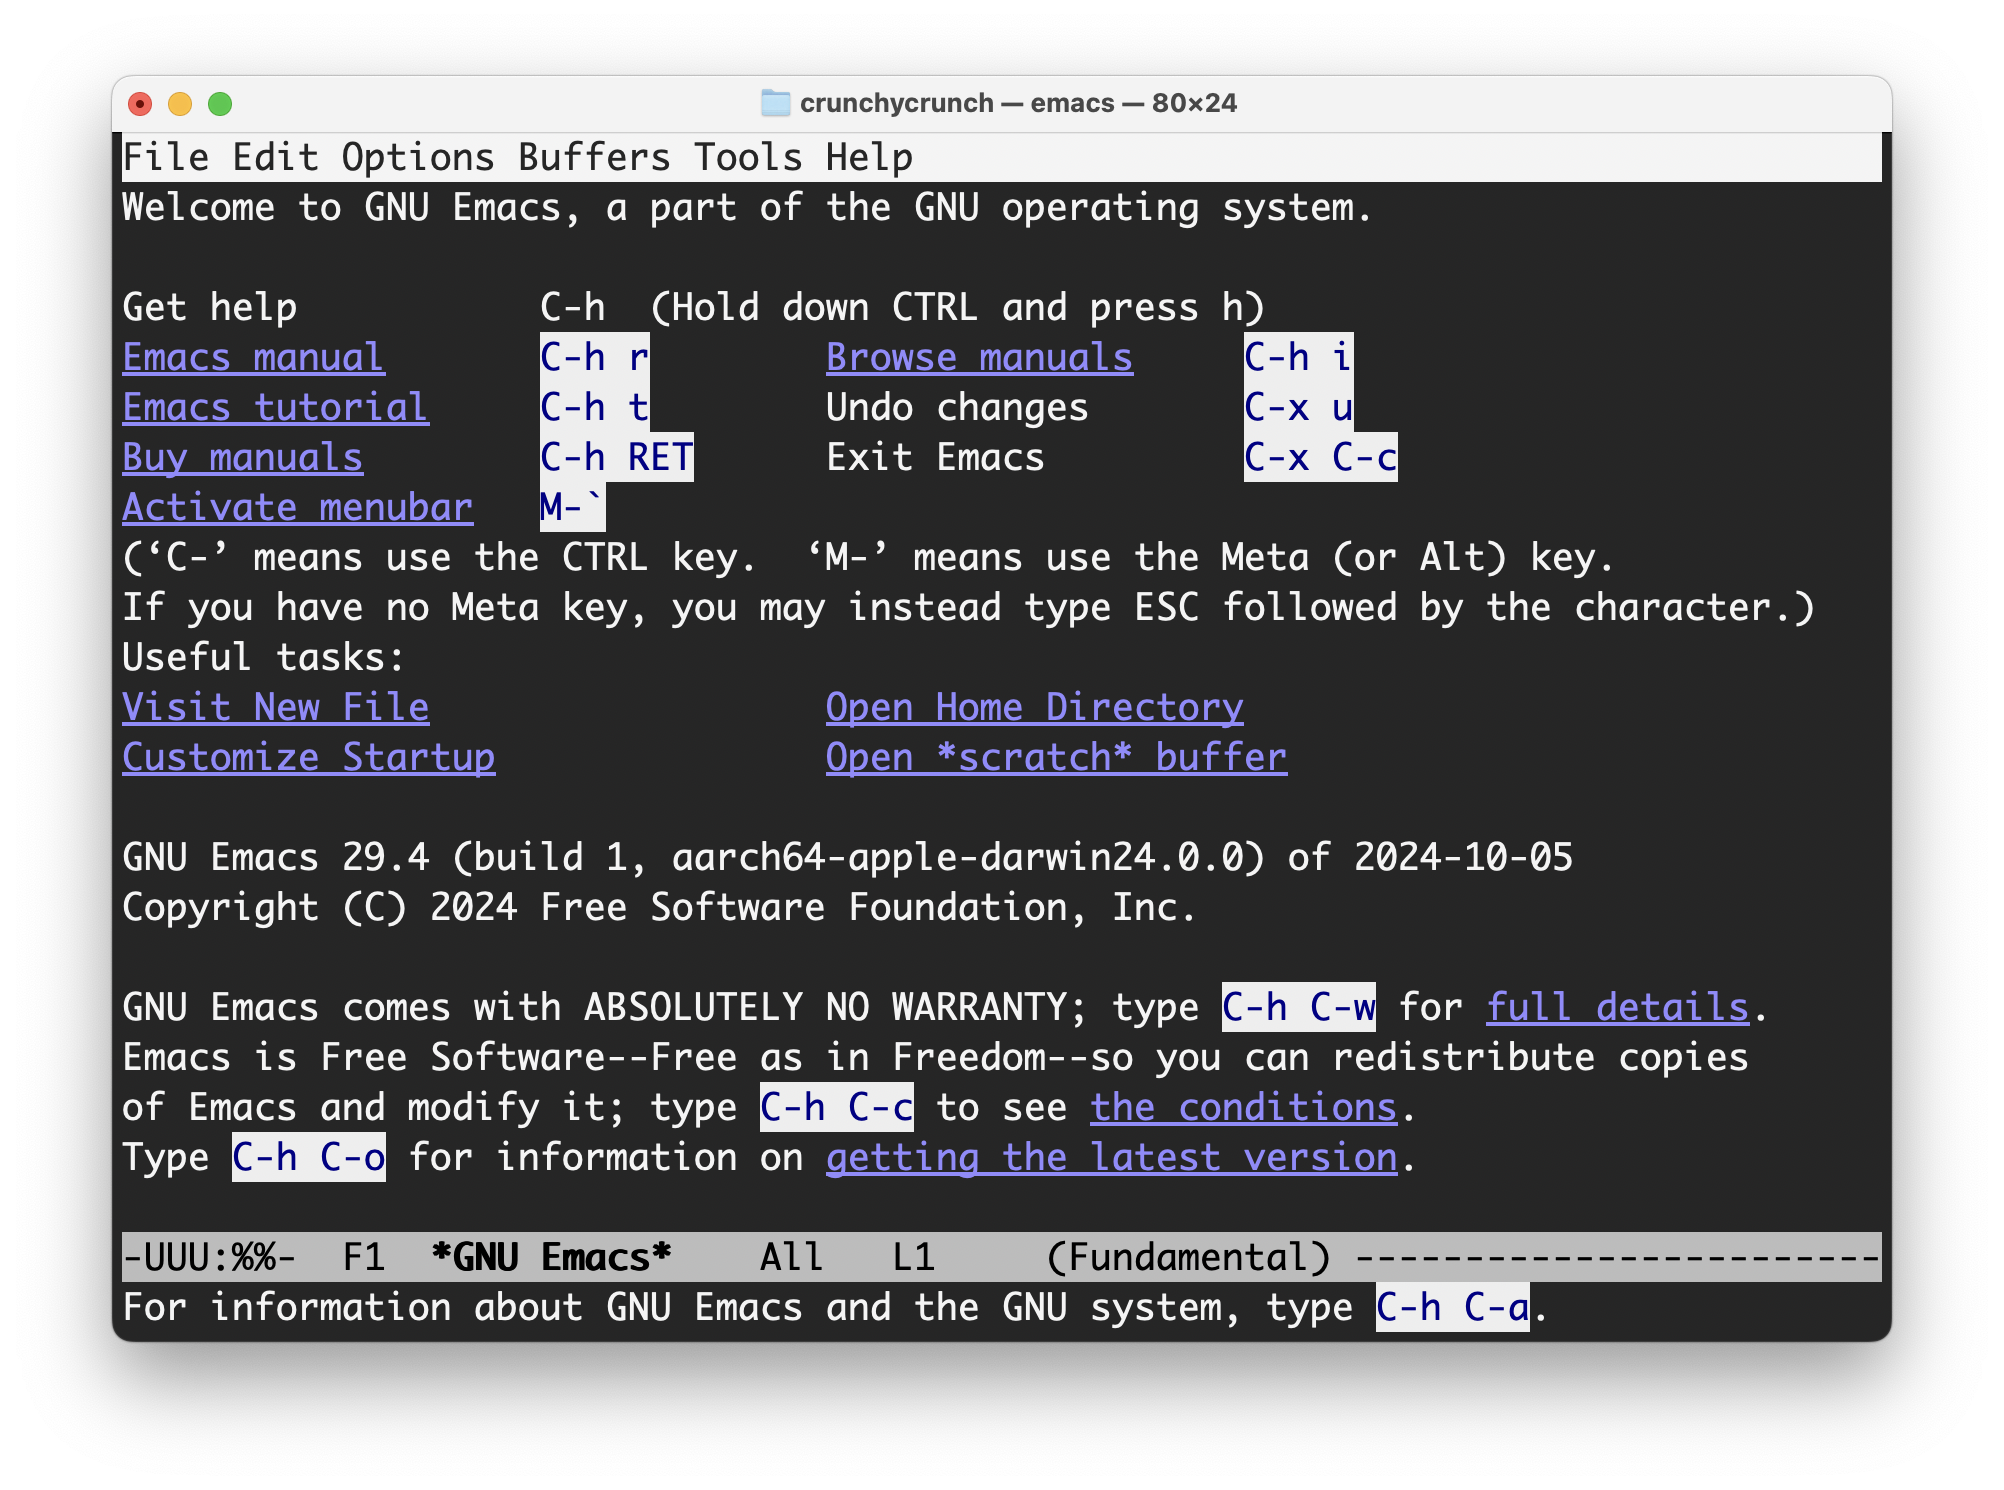 crunchycrunch — emacs — 80×24
File Edit Options Buffers Tools Help
Welcome to GNU Emacs, a part of the GNU operating system.
Get help           C-h  (Hold down CTRL and press h)
Emacs manual       C-h r        Browse manuals     C-h i
Emacs tutorial     C-h t        Undo changes       C-x u
Buy manuals        C-h RET      Exit Emacs         C-x C-c
Activate menubar   M-`
(‘C-’ means use the CTRL key.  ‘M-’ means use the Meta (or Alt) key.
If you have no Meta key, you may instead type ESC followed by the character.)
Useful tasks:
Visit New File                  Open Home Directory
Customize Startup               Open *scratch* buffer
GNU Emacs 29.4 (build 1, aarch64-apple-darwin24.0.0) of 2024-10-05
Copyright (C) 2024 Free Software Foundation, Inc.
GNU Emacs comes with ABSOLUTELY NO WARRANTY; type C-h C-w for full details.
Emacs is Free Software--Free as in Freedom--so you can redistribute copies
of Emacs and modify it; type C-h C-c to see the conditions.
Type C-h C-o for information on getting the latest version.
-UUU:%%-  F1  *GNU Emacs*    All   L1     (Fundamental) ------------------------
For information about GNU Emacs and the GNU system, type C-h C-a.